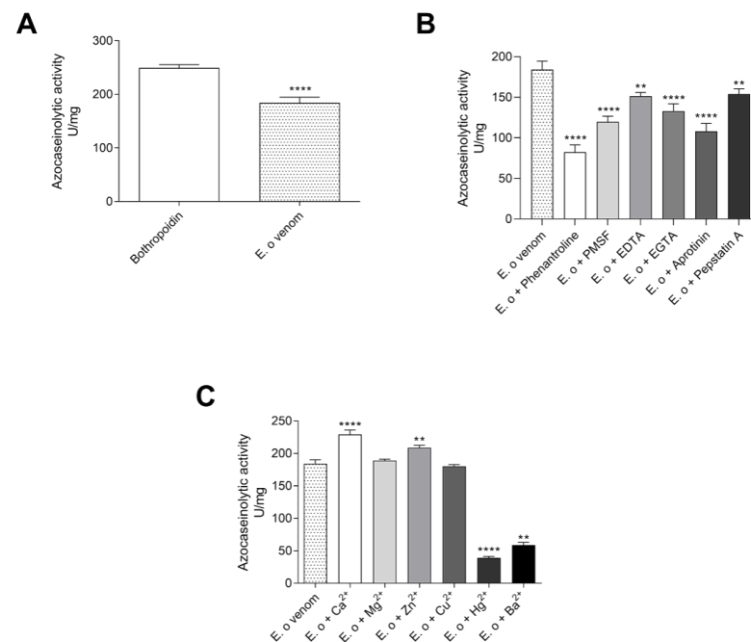 A
Azocaseinolytic activity
U/mg
300
200
100
0
****
Bothropoidin
E. o venom
B
Azocaseinolytic activity
U/mg
200
150
100
50
0
****
****
**
****
****
**
E. o venom
E. o + Phenantroline
E. o + PMSF
E. o + EDTA
E. o + EGTA
E. o + Aprotinin
E. o + Pepstatin A
C
Azocaseinolytic activity
U/mg
250
200
150
100
50
0
****
**
****
**
E. o venom
E. o + Ca²⁺
E. o + Mg²⁺
E. o + Zn²⁺
E. o + Cu²⁺
E. o + Hg²⁺
E. o + Ba²⁺